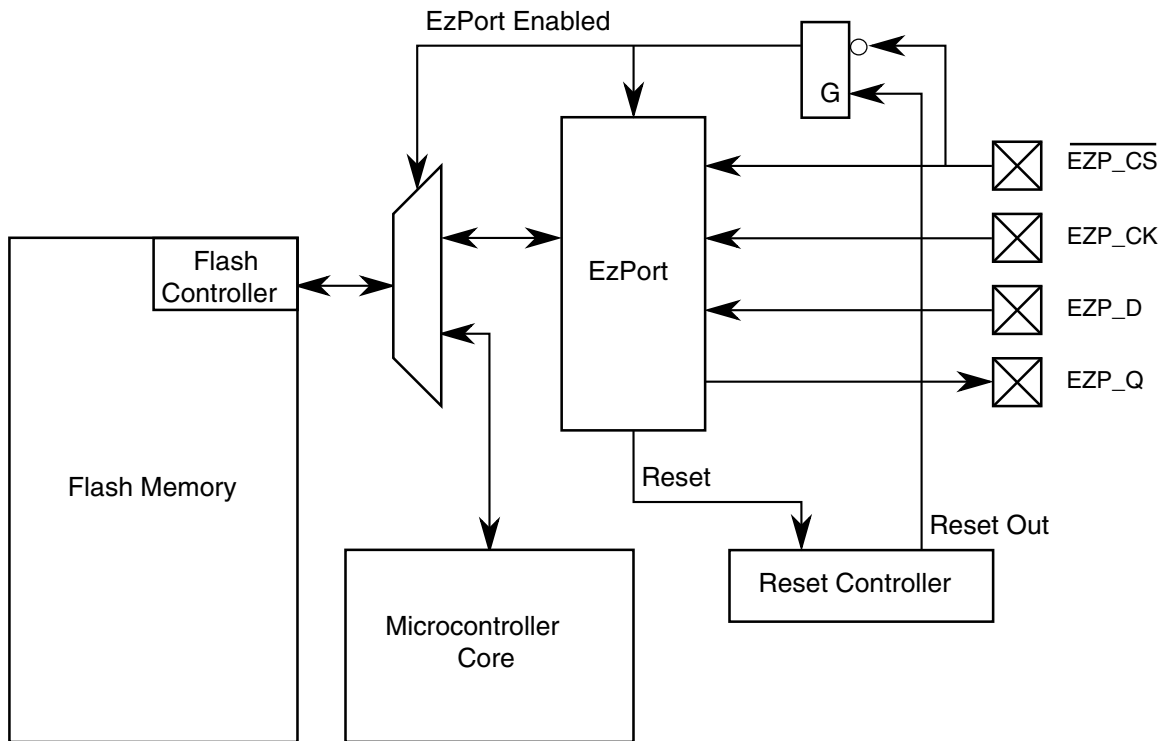 EzPort Enabled
G
EZP_CS
Flash
Controller
EzPort
EZP_CK
EZP_D
EZP_Q
Flash Memory
Reset
Reset Out
Reset Controller
Microcontroller
Core